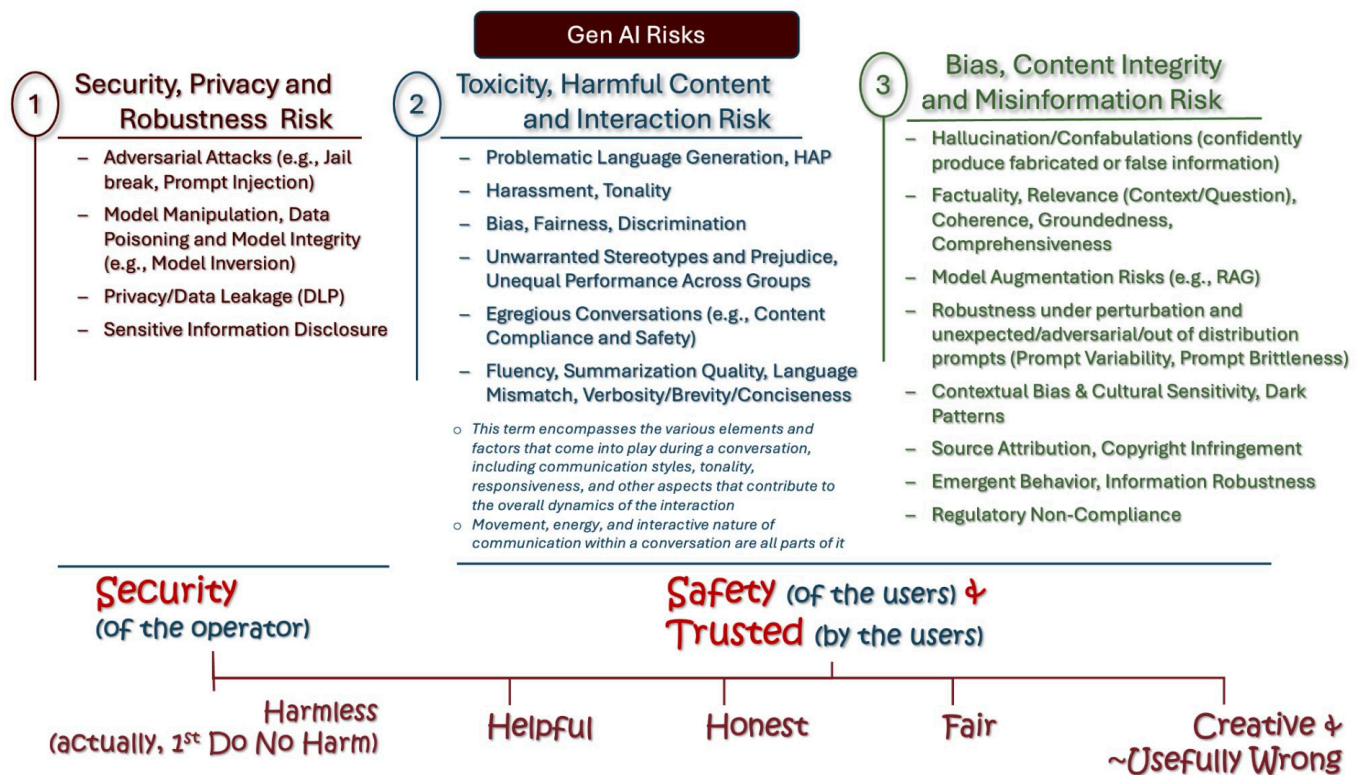 Gen AI Risks
1
Security, Privacy and
Robustness Risk
– Adversarial Attacks (e.g., Jail
break, Prompt Injection)
– Model Manipulation, Data
Poisoning and Model Integrity
(e.g., Model Inversion)
– Privacy/Data Leakage (DLP)
– Sensitive Information Disclosure
2
Toxicity, Harmful Content
and Interaction Risk
– Problematic Language Generation, HAP
– Harassment, Tonality
– Bias, Fairness, Discrimination
– Unwarranted Stereotypes and Prejudice,
Unequal Performance Across Groups
– Egregious Conversations (e.g., Content
Compliance and Safety)
– Fluency, Summarization Quality, Language
Mismatch, Verbosity/Brevity/Conciseness
o This term encompasses the various elements and
factors that come into play during a conversation,
including communication styles, tonality,
responsiveness, and other aspects that contribute to
the overall dynamics of the interaction
o Movement, energy, and interactive nature of
communication within a conversation are all parts of it
3
Bias, Content Integrity
and Misinformation Risk
– Hallucination/Confabulations (confidently
produce fabricated or false information)
– Factuality, Relevance (Context/Question),
Coherence, Groundedness,
Comprehensiveness
– Model Augmentation Risks (e.g., RAG)
– Robustness under perturbation and
unexpected/adversarial/out of distribution
prompts (Prompt Variability, Prompt Brittleness)
– Contextual Bias & Cultural Sensitivity, Dark
Patterns
– Source Attribution, Copyright Infringement
– Emergent Behavior, Information Robustness
– Regulatory Non-Compliance
Security
(of the operator)
Safety (of the users) &
Trusted (by the users)
Harmless
(actually, 1st Do No Harm)
Helpful
Honest
Fair
Creative &
~Usefully Wrong